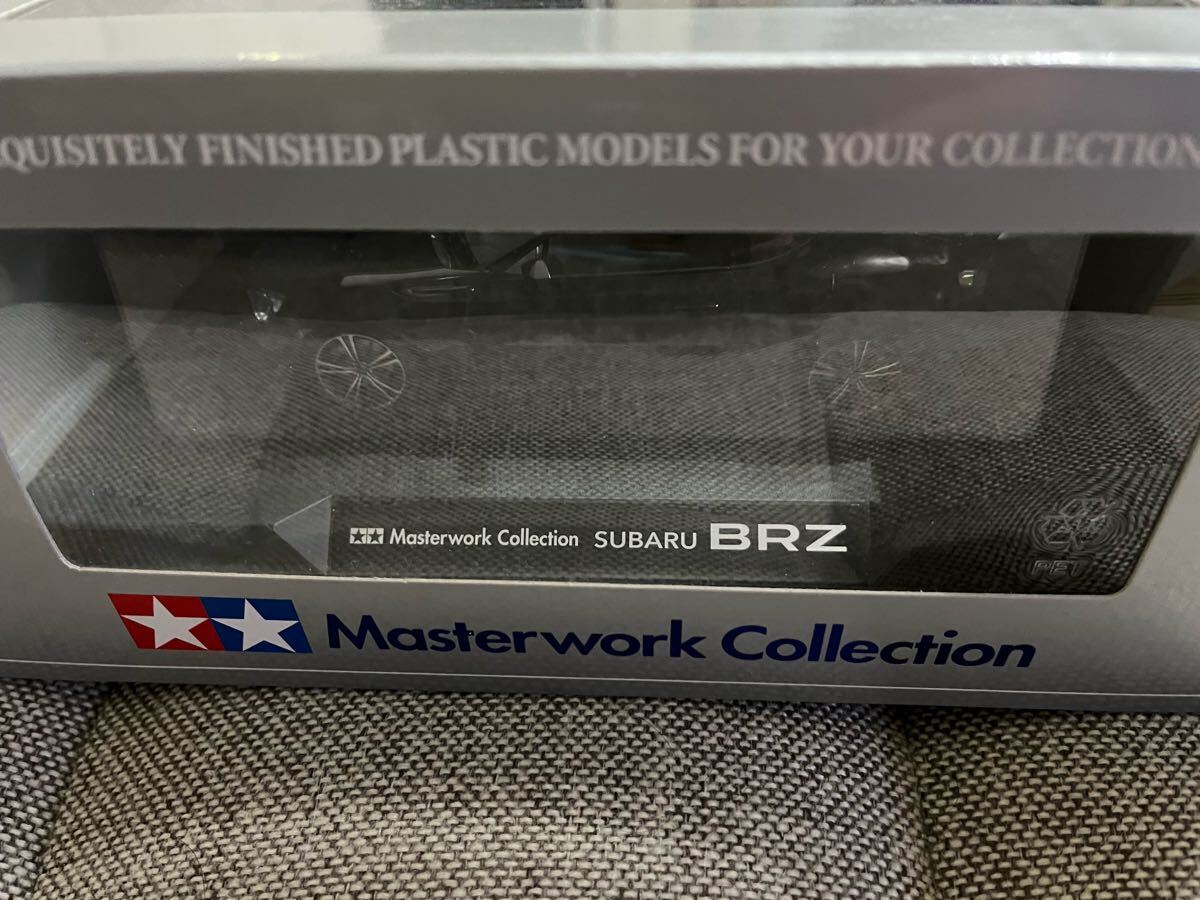 QUISITELY FINISHED PLASTIC MODELS FOR YOUR COLLECTION
Masterwork Collection SUBARU BRZ
PET
Masterwork Collection